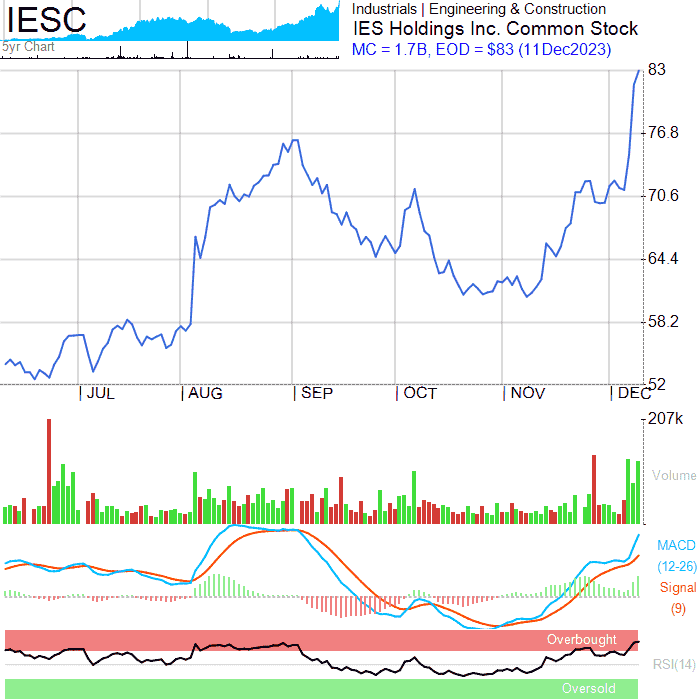 IESC
5yr Chart
Industrials | Engineering & Construction
IES Holdings Inc. Common Stock
MC = 1.7B, EOD = $83 (11Dec2023)
83
76.8
70.6
64.4
58.2
52
JUL AUG SEP OCT NOV DEC
207k
Volume
MACD
(12-26)
Signal
(9)
Overbought
RSI(14)
Oversold